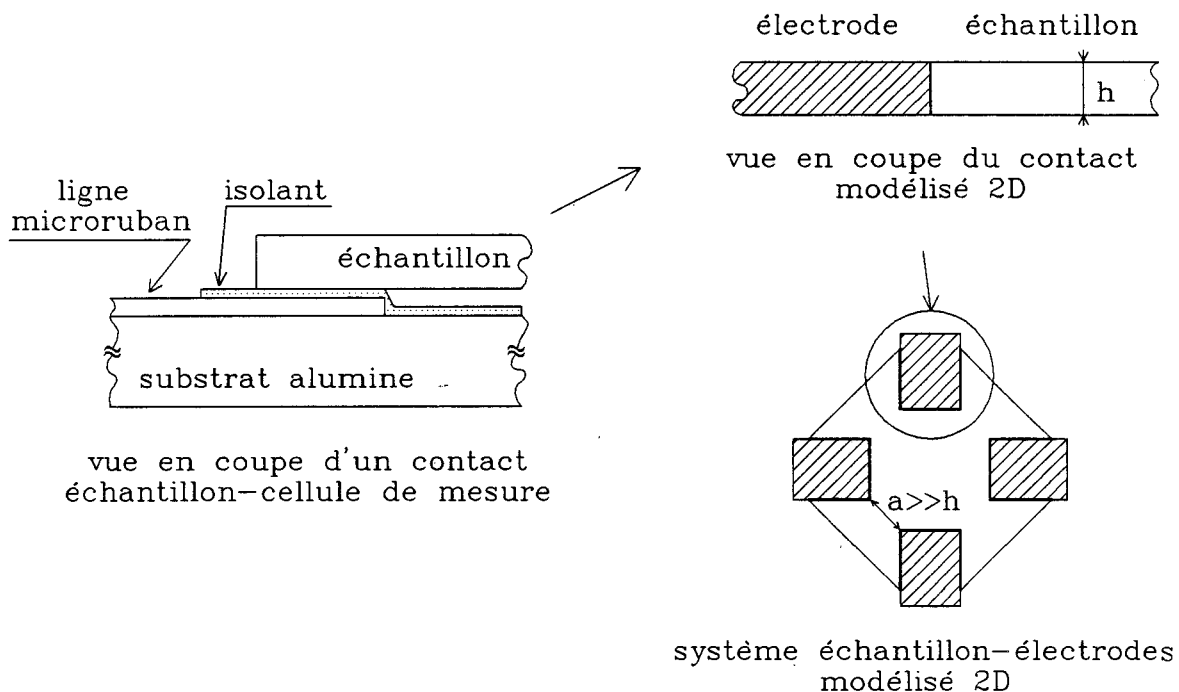 électrode
échantillon
h
vue en coupe du contact
modélisé 2D
ligne
microruban
isolant
échantillon
substrat alumine
vue en coupe d'un contact
échantillon-cellule de mesure
a>>h
système échantillon-électrodes
modélisé 2D